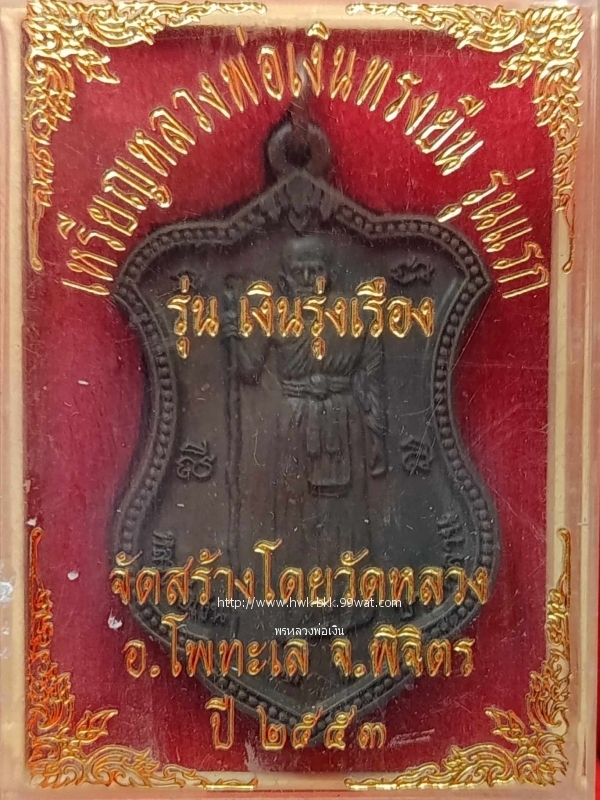 เหรียญหลวงพ่อเงินทรงยืน รุ่นแรก
รุ่น เงินรุ่งเรือง
จัดสร้างโดยวัดหลวง
http://www.hwk-bkk.99wat.com
พรหลวงพ่อเงิน
อ.โพทะเล จ.พิจิตร
ปี ๒๕๕๓